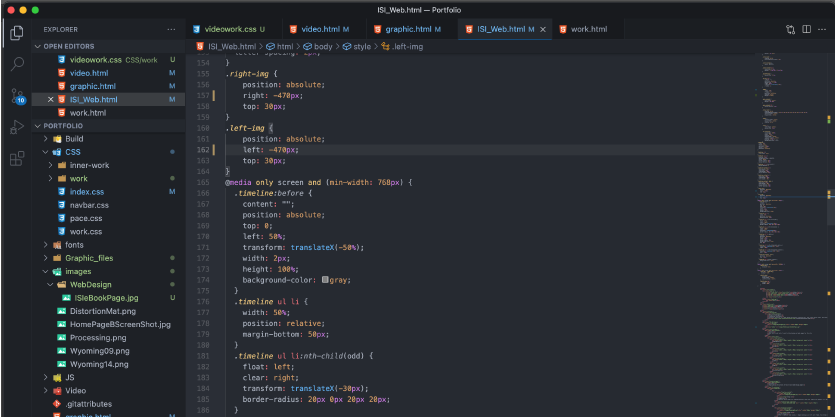 ISI_Web.html — Portfolio
EXPLORER
OPEN EDITORS
videowork.css CSS/work U
video.html M
graphic.html M
ISI_Web.html M
work.html
PORTFOLIO
Build
CSS
inner-work
work
index.css M
navbar.css
pace.css
work.css
fonts
Graphic_files
images
WebDesign
ISleBookPage.jpg U
DistortionMat.png
HomePageBScreenShot.jpg
Processing.png
Wyoming09.png
Wyoming14.png
JS
Video
.gitattributes
graphic.html M
10
videowork.css U
video.html M
graphic.html M
ISI_Web.html M
work.html
ISI_Web.html > html > body > style > .left-img
154 }
155 .right-img {
156 position: absolute;
157 right: -470px;
158 top: 30px;
159 }
160 .left-img {
161 position: absolute;
162 left: -470px;
163 top: 30px;
164 }
165 @media only screen and (min-width: 768px) {
166 .timeline:before {
167 content: "";
168 position: absolute;
169 top: 0;
170 left: 50%;
171 transform: translateX(-50%);
172 width: 2px;
173 height: 100%;
174 background-color: gray;
175 }
176 .timeline ul li {
177 width: 50%;
178 position: relative;
179 margin-bottom: 50px;
180 }
181 .timeline ul li:nth-child(odd) {
182 float: left;
183 clear: right;
184 transform: translateX(-30px);
185 border-radius: 20px 0px 20px 20px;
186 }